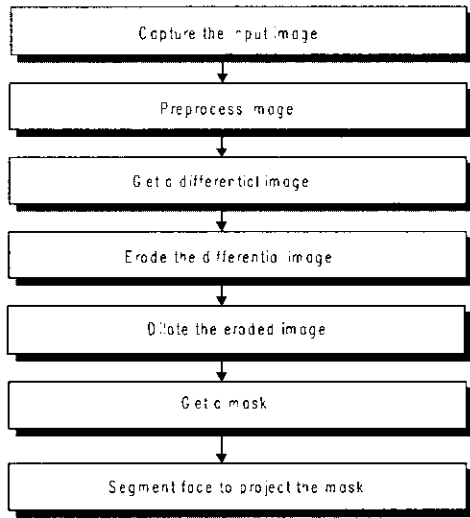 Capture the input image
Preprocess image
Get a differential image
Erode the differential image
Dilate the eroded image
Get a mask
Segment face to project the mask